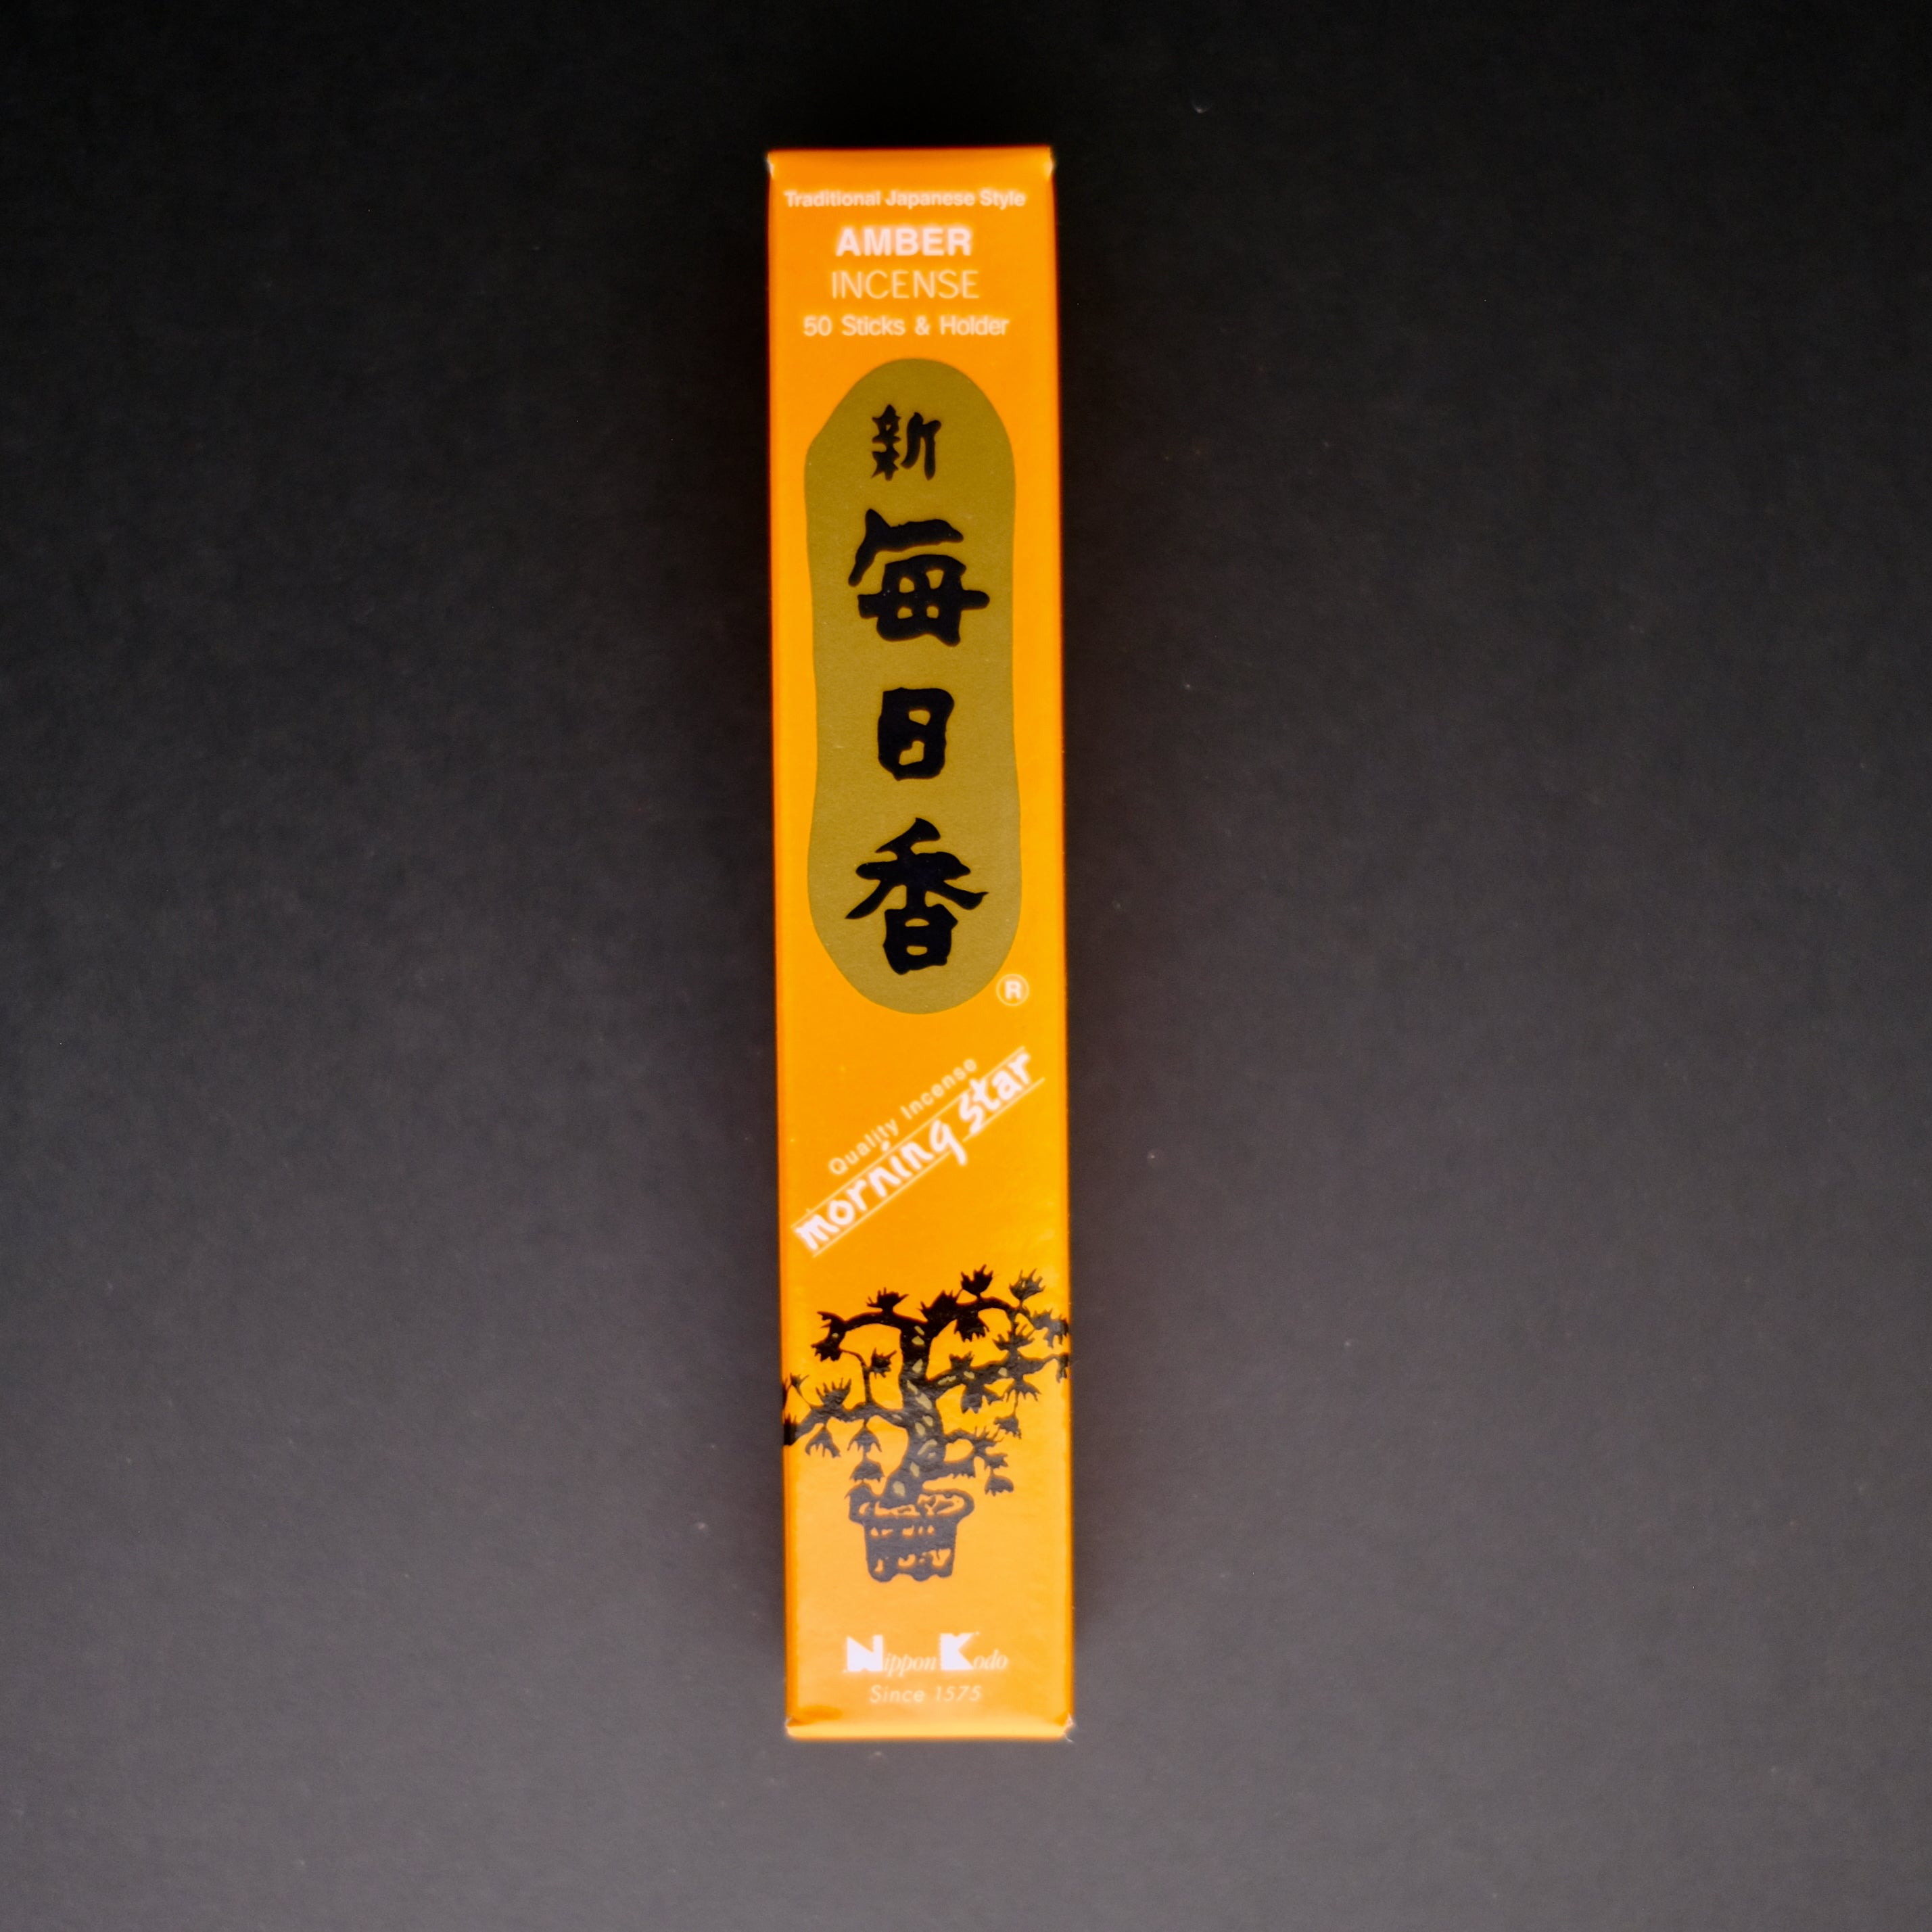 Traditional Japanese Style
AMBER
INCENSE
50 Sticks & Holder
新
毎
日
香
®
Quality Incense
morning star
Nippon Kodo
Since 1575